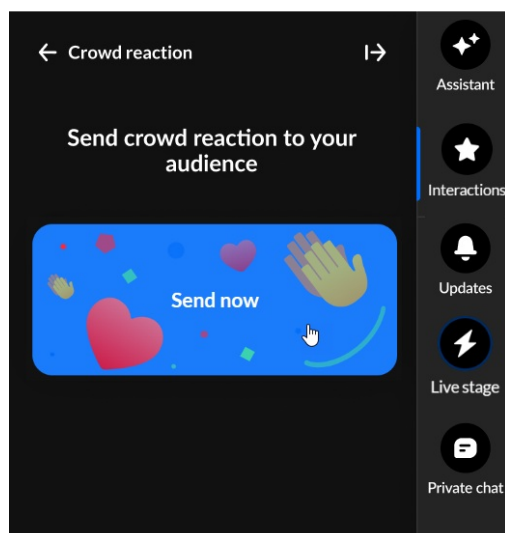 Crowd reaction
Send crowd reaction to your
audience
Send now
Assistant
Interactions
Updates
Live stage
Private chat